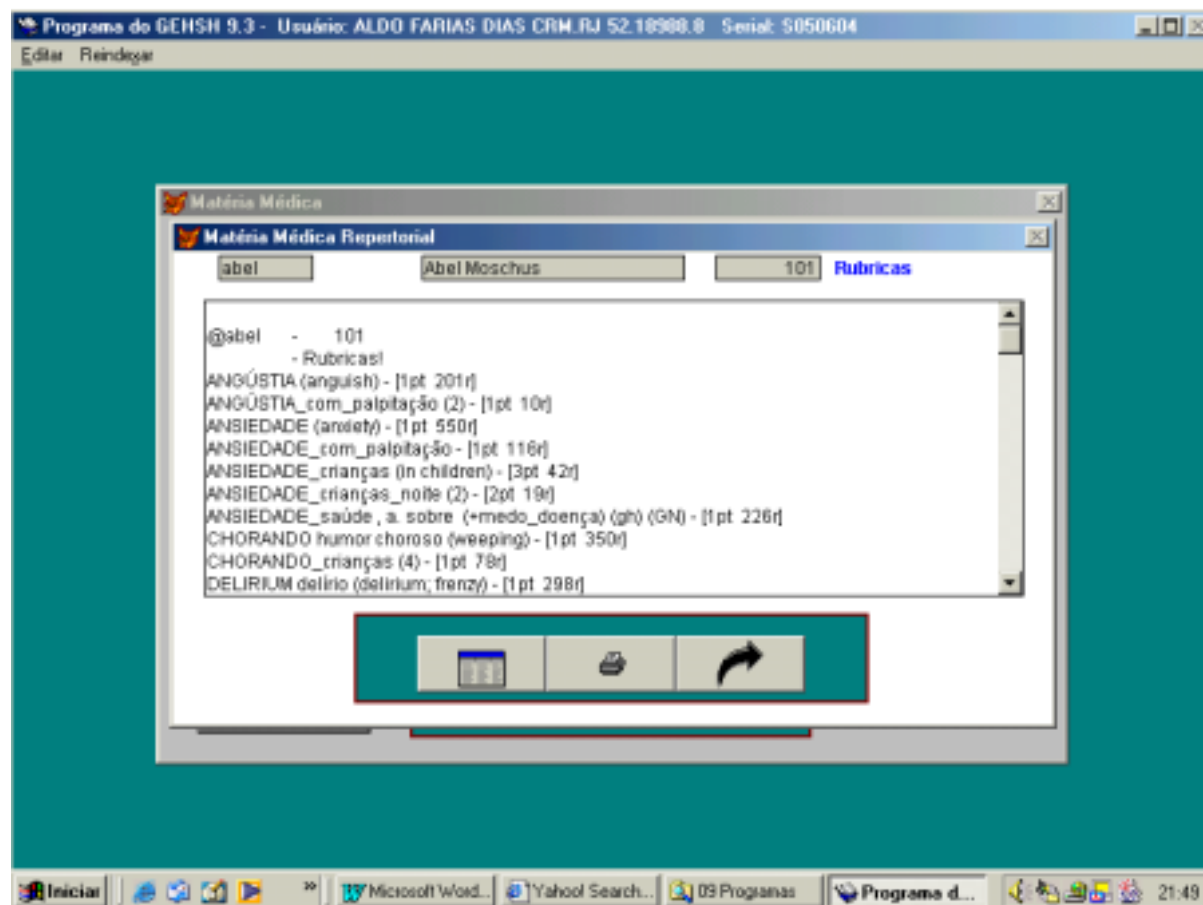 Programa do GEHSH 9.3 - Usuário: ALDO FARIAS DIAS CRM.RJ 52.18988.8 Serial: S050604
Editar Reindexar
Matéria Médica
Matéria Médica Repertorial
abel Abel Moschus 101 Rubricas
@abel - 101
- Rubricas!
ANGÚSTIA (anguish) - [1pt 201r]
ANGÚSTIA_com_palpitação (2) - [1pt 10r]
ANSIEDADE (anxiety) - [1pt 550r]
ANSIEDADE_com_palpitação - [1pt 116r]
ANSIEDADE_crianças (in children) - [3pt 42r]
ANSIEDADE_crianças_noite (2) - [2pt 19r]
ANSIEDADE_saúde , a. sobre (+medo_doença) (gh) (GN) - [1pt 226r]
CHORANDO humor choroso (weeping) - [1pt 350r]
CHORANDO_crianças (4) - [1pt 78r]
DELIRIUM delírio (delirium; frenzy) - [1pt 298r]
Iniciar » Microsoft Word... Yahoo! Search... 09 Programas Programa d... 21:49